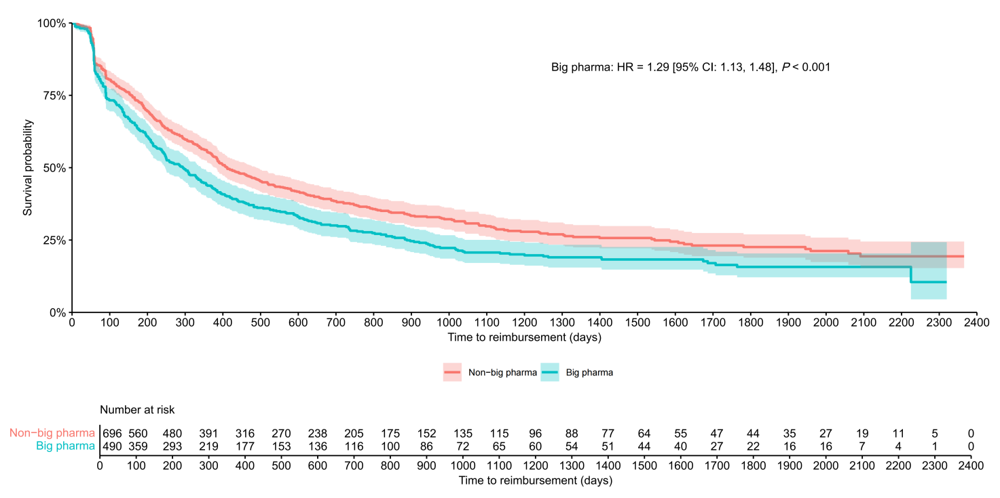 100%
75%
50%
25%
0%
Survival probability
Big pharma: HR = 1.29 [95% CI: 1.13, 1.48], P < 0.001
0 100 200 300 400 500 600 700 800 900 1000 1100 1200 1300 1400 1500 1600 1700 1800 1900 2000 2100 2200 2300 2400
Time to reimbursement (days)
Non−big pharma Big pharma
Number at risk
Non−big pharma 696 560 480 391 316 270 238 205 175 152 135 115 96 88 77 64 55 47 44 35 27 19 11 5 0
Big pharma 490 359 293 219 177 153 136 116 100 86 72 65 60 54 51 44 40 27 22 16 16 7 4 1 0
0 100 200 300 400 500 600 700 800 900 1000 1100 1200 1300 1400 1500 1600 1700 1800 1900 2000 2100 2200 2300 2400
Time to reimbursement (days)